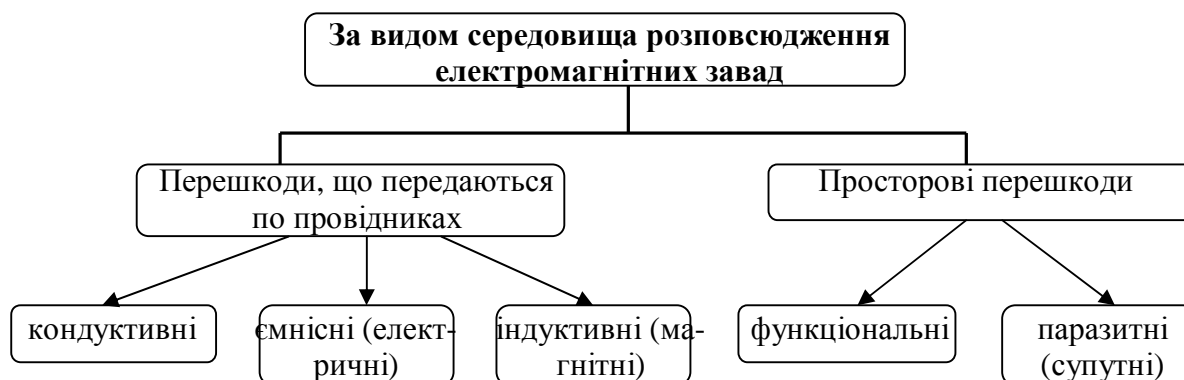 За видом середовища розповсюдження
електромагнітних завад
Перешкоди, що передаються
по провідниках
Просторові перешкоди
кондуктивні
ємнісні (елект-
ричні)
індуктивні (ма-
гнітні)
функціональні
паразитні
(супутні)